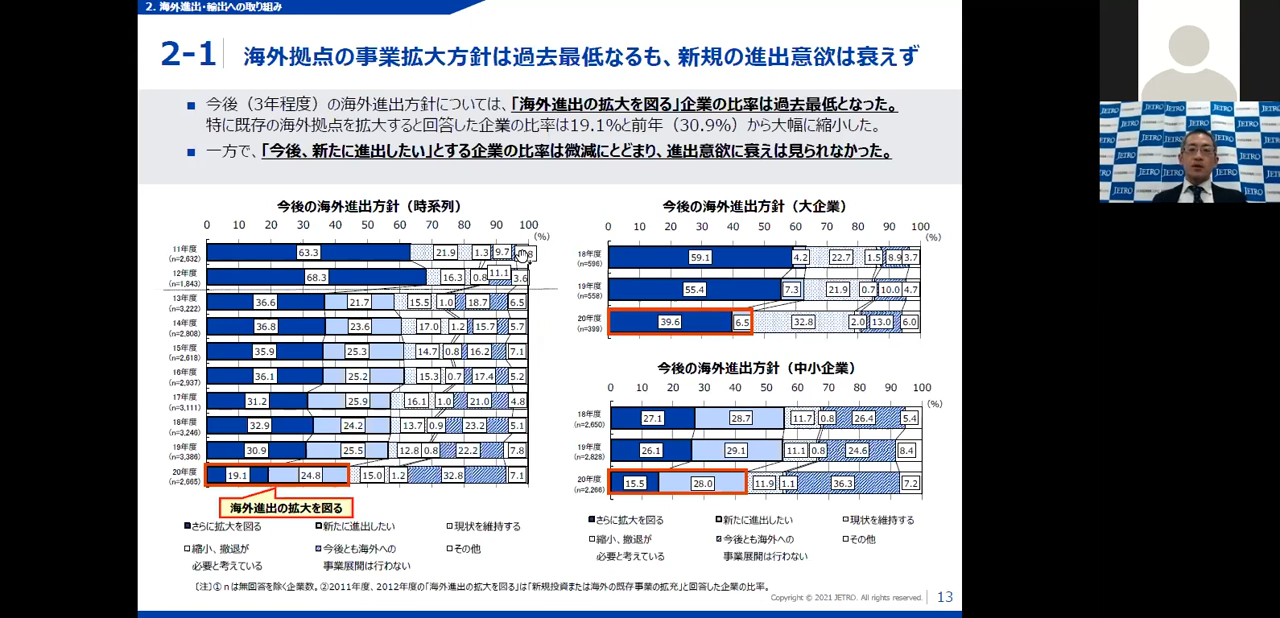 2. 海外進出・輸出への取り組み
2-1 海外拠点の事業拡大方針は過去最低なるも、新規の進出意欲は衰えず
■ 今後（3年程度）の海外進出方針については、「海外進出の拡大を図る」企業の比率は過去最低となった。
特に既存の海外拠点を拡大すると回答した企業の比率は19.1%と前年（30.9%）から大幅に縮小した。
■ 一方で、「今後、新たに進出したい」とする企業の比率は微減にとどまり、進出意欲に衰えは見られなかった。
今後の海外進出方針（時系列）
0 10 20 30 40 50 60 70 80 90 100
(%)
11年度
(n=2,632)
63.3 21.9 1.3 9.7
12年度
(n=1,843)
68.3 16.3 0.8 11.1 3.6
13年度
(n=3,222)
36.6 21.7 15.5 1.0 18.7 6.5
14年度
(n=2,808)
36.8 23.6 17.0 1.2 15.7 5.7
15年度
(n=2,618)
35.9 25.3 14.7 0.8 16.2 7.1
16年度
(n=2,937)
36.1 25.2 15.3 0.7 17.4 5.2
17年度
(n=3,111)
31.2 25.9 16.1 1.0 21.0 4.8
18年度
(n=3,246)
32.9 24.2 13.7 0.9 23.2 5.1
19年度
(n=3,386)
30.9 25.5 12.8 0.8 22.2 7.8
20年度
(n=2,665)
19.1 24.8 15.0 1.2 32.8 7.1
海外進出の拡大を図る
さらに拡大を図る 新たに進出したい 現状を維持する
縮小、撤退が 今後とも海外への その他
必要と考えている 事業展開は行わない
今後の海外進出方針（大企業）
0 10 20 30 40 50 60 70 80 90 100
(%)
18年度
(n=596)
59.1 4.2 22.7 1.5 8.9 3.7
19年度
(n=558)
55.4 7.3 21.9 0.7 10.0 4.7
20年度
(n=399)
39.6 6.5 32.8 2.0 13.0 6.0
今後の海外進出方針（中小企業）
0 10 20 30 40 50 60 70 80 90 100
(%)
18年度
(n=2,650)
27.1 28.7 11.7 0.8 26.4 5.4
19年度
(n=2,828)
26.1 29.1 11.1 0.8 24.6 8.4
20年度
(n=2,266)
15.5 28.0 11.9 1.1 36.3 7.2
さらに拡大を図る 新たに進出したい 現状を維持する
縮小、撤退が 今後とも海外への その他
必要と考えている 事業展開は行わない
〔注〕① n は無回答を除く企業数。②2011年度、2012年度の「海外進出の拡大を図る」は「新規投資または海外の既存事業の拡充」と回答した企業の比率。
Copyright © 2021 JETRO. All rights reserved. 13
JETRO